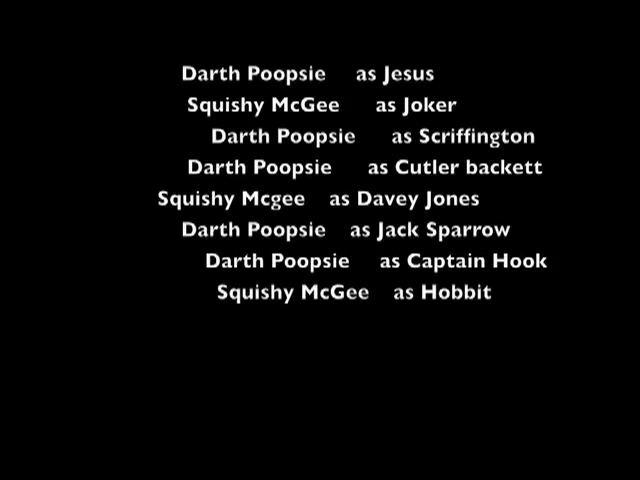 Darth Poopsie as Jesus
Squishy McGee as Joker
Darth Poopsie as Scriffington
Darth Poopsie as Cutler backett
Squishy Mcgee as Davey Jones
Darth Poopsie as Jack Sparrow
Darth Poopsie as Captain Hook
Squishy McGee as Hobbit